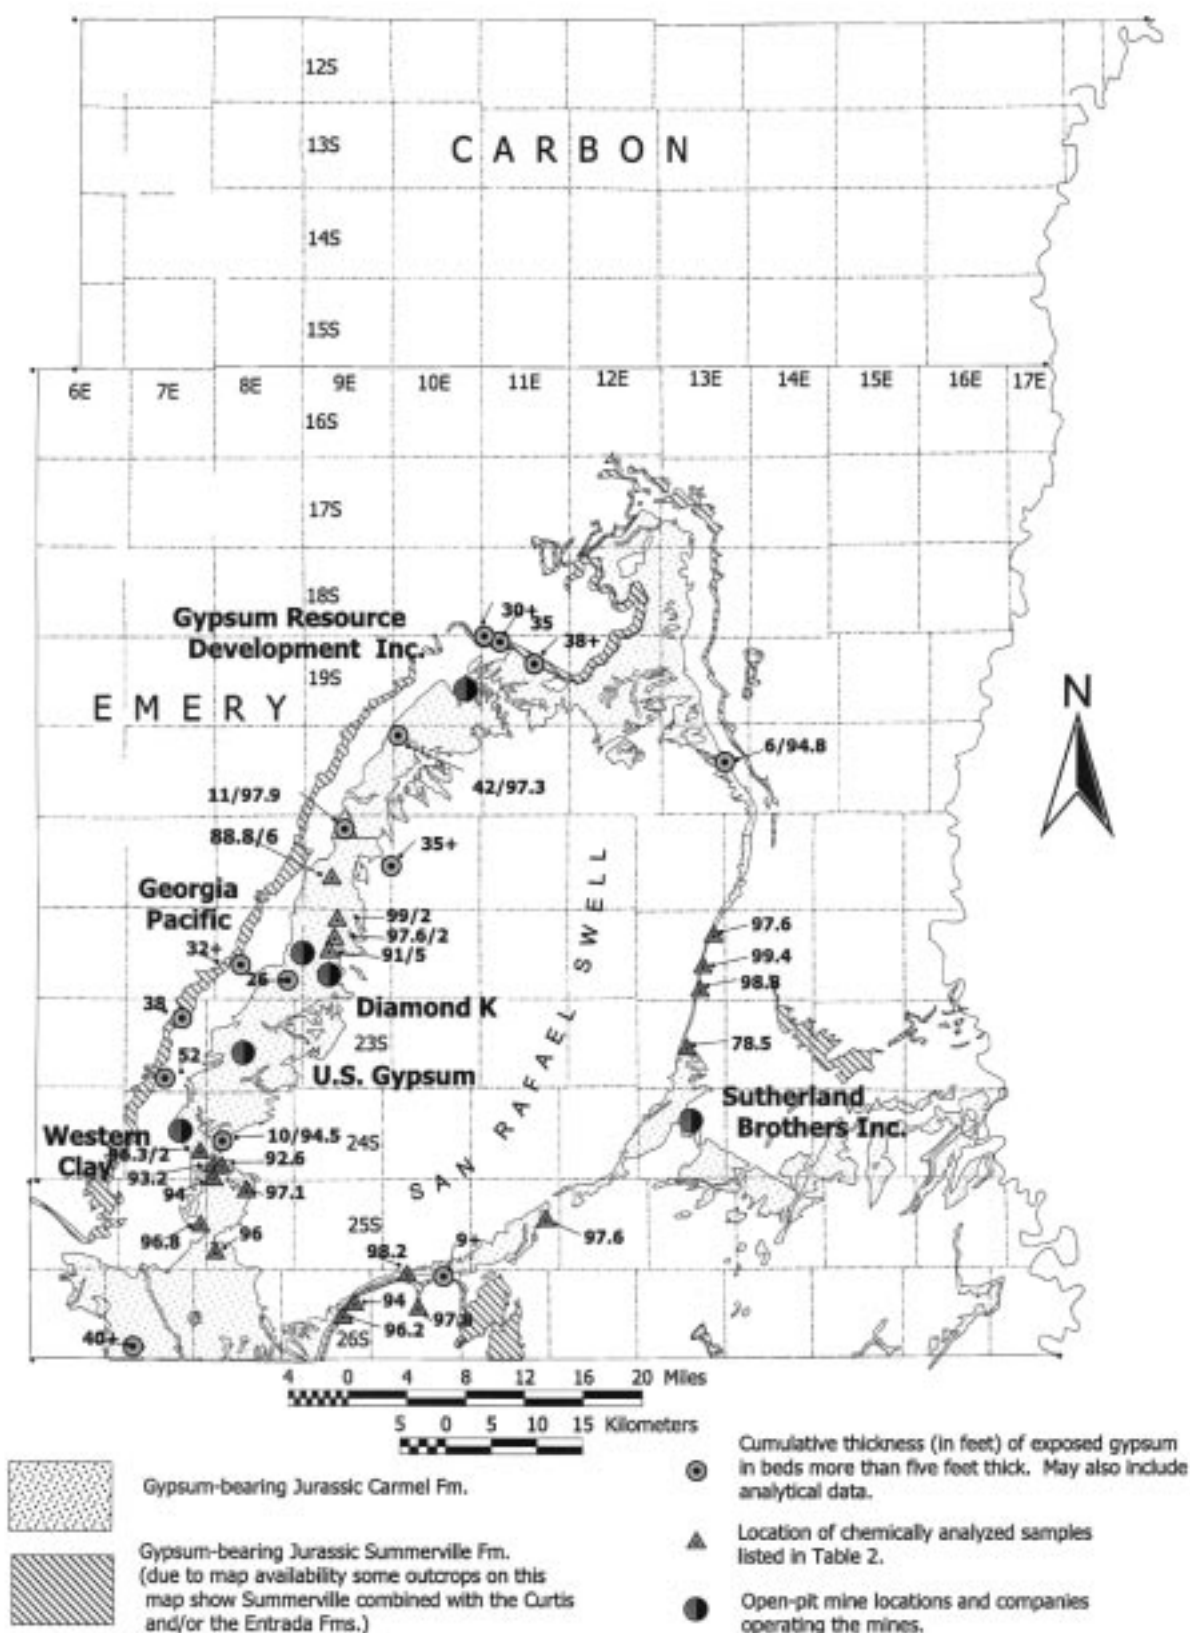 12S
CARBON
13S
14S
15S
6E 7E 8E 9E 10E 11E 12E 13E 14E 15E 16E 17E
16S
17S
18S
Gypsum Resource
Development Inc.
30+
35
38+
19S
EMERY
N
6/94.8
42/97.3
11/97.9
88.8/6
35+
Georgia
Pacific
99/2
97.6/2
91/5
32+
26
97.6
99.4
98.8
38
Diamond K
SAN RAFAEL SWELL
23S
78.5
52
U.S. Gypsum
Sutherland
Brothers Inc.
Western
Clay
10/94.5
24S
92.6
93.2
94
97.1
96.8
96
25S
98.2
9+
97.6
94
96.2
97.8
26S
40+
4 0 4 8 12 16 20 Miles
5 0 5 10 15 Kilometers
Gypsum-bearing Jurassic Carmel Fm.
Gypsum-bearing Jurassic Summerville Fm.
(due to map availability some outcrops on this
map show Summerville combined with the Curtis
and/or the Entrada Fms.)
Cumulative thickness (in feet) of exposed gypsum
in beds more than five feet thick. May also include
analytical data.
Location of chemically analyzed samples
listed in Table 2.
Open-pit mine locations and companies
operating the mines.